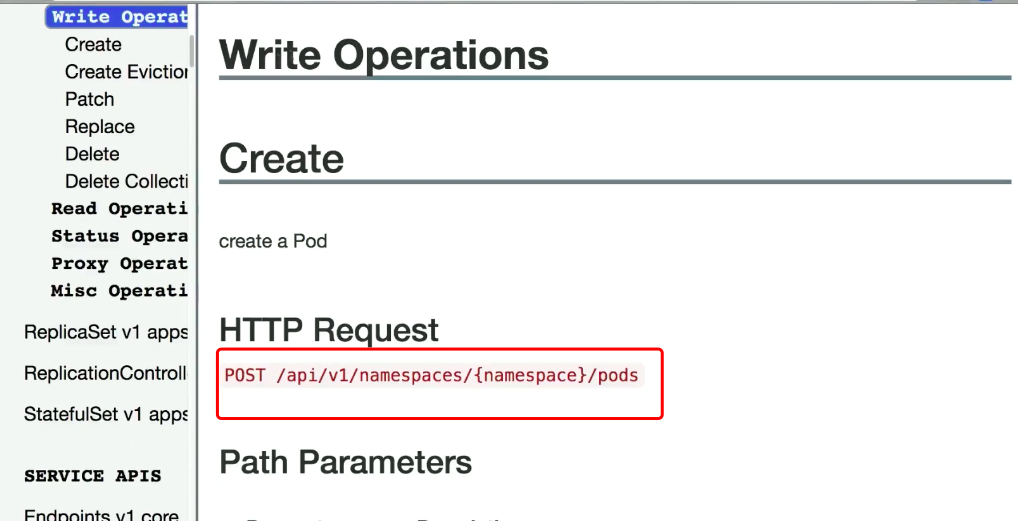 Write Operat
Create
Create Eviction
Patch
Replace
Delete
Delete Collecti
Read Operati
Status Opera
Proxy Operat
Misc Operati
ReplicaSet v1 apps
ReplicationControll
StatefulSet v1 apps
SERVICE APIS
Endpoints v1 core
Write Operations
Create
create a Pod
HTTP Request
POST /api/v1/namespaces/{namespace}/pods
Path Parameters